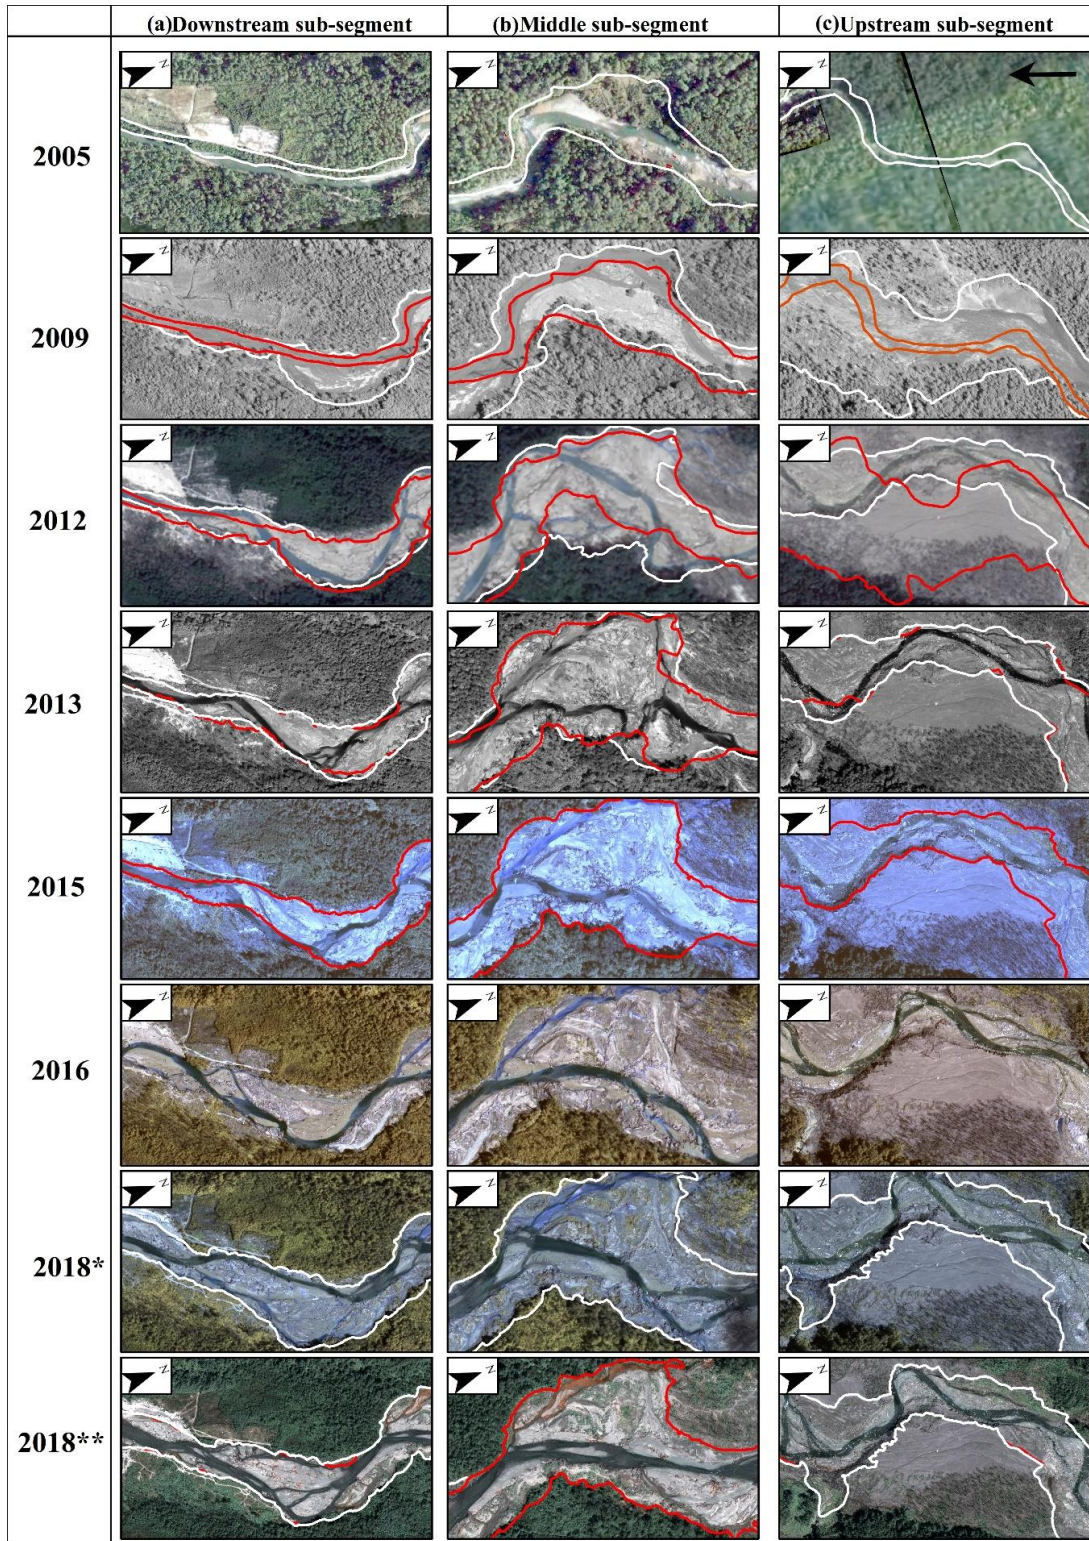 (a)Downstream sub-segment (b)Middle sub-segment (c)Upstream sub-segment
N N N
2005
N N N
2009
N N N
2012
N N N
2013
N N N
2015
N N N
2016
N N N
2018*
N N N
2018**